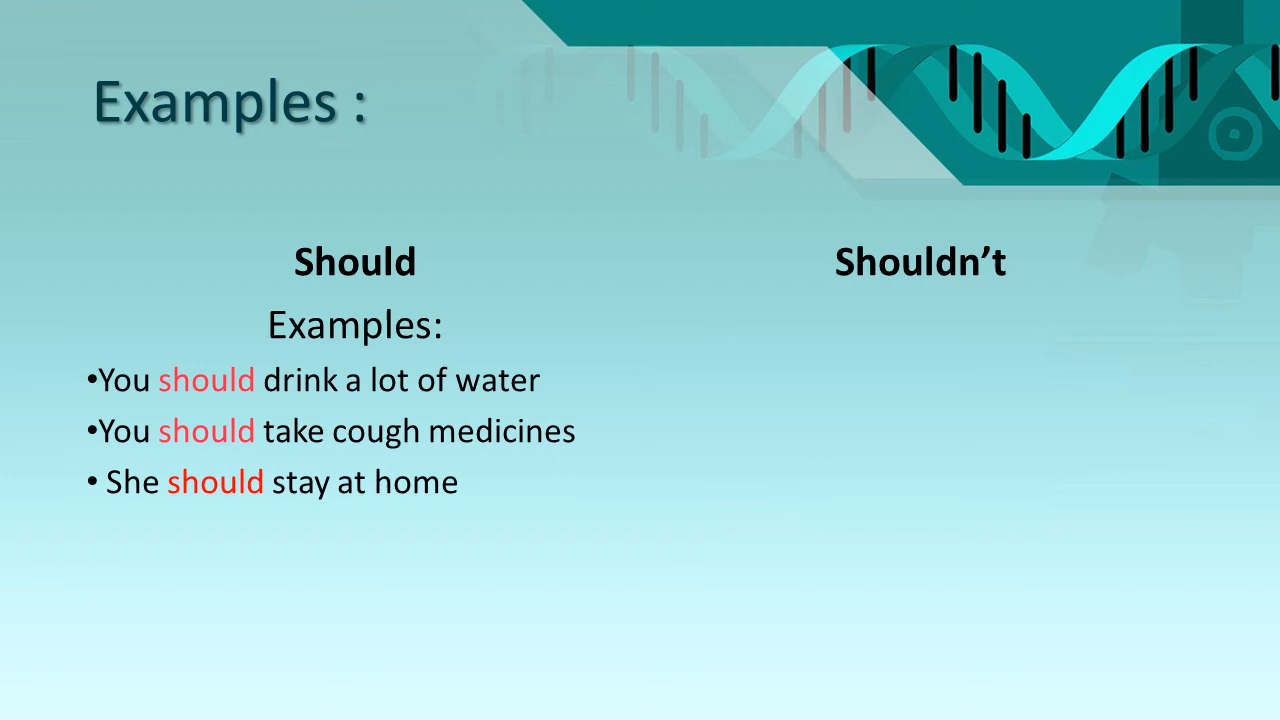 Examples :
Should
Examples:
•You should drink a lot of water
•You should take cough medicines
• She should stay at home
Shouldn’t